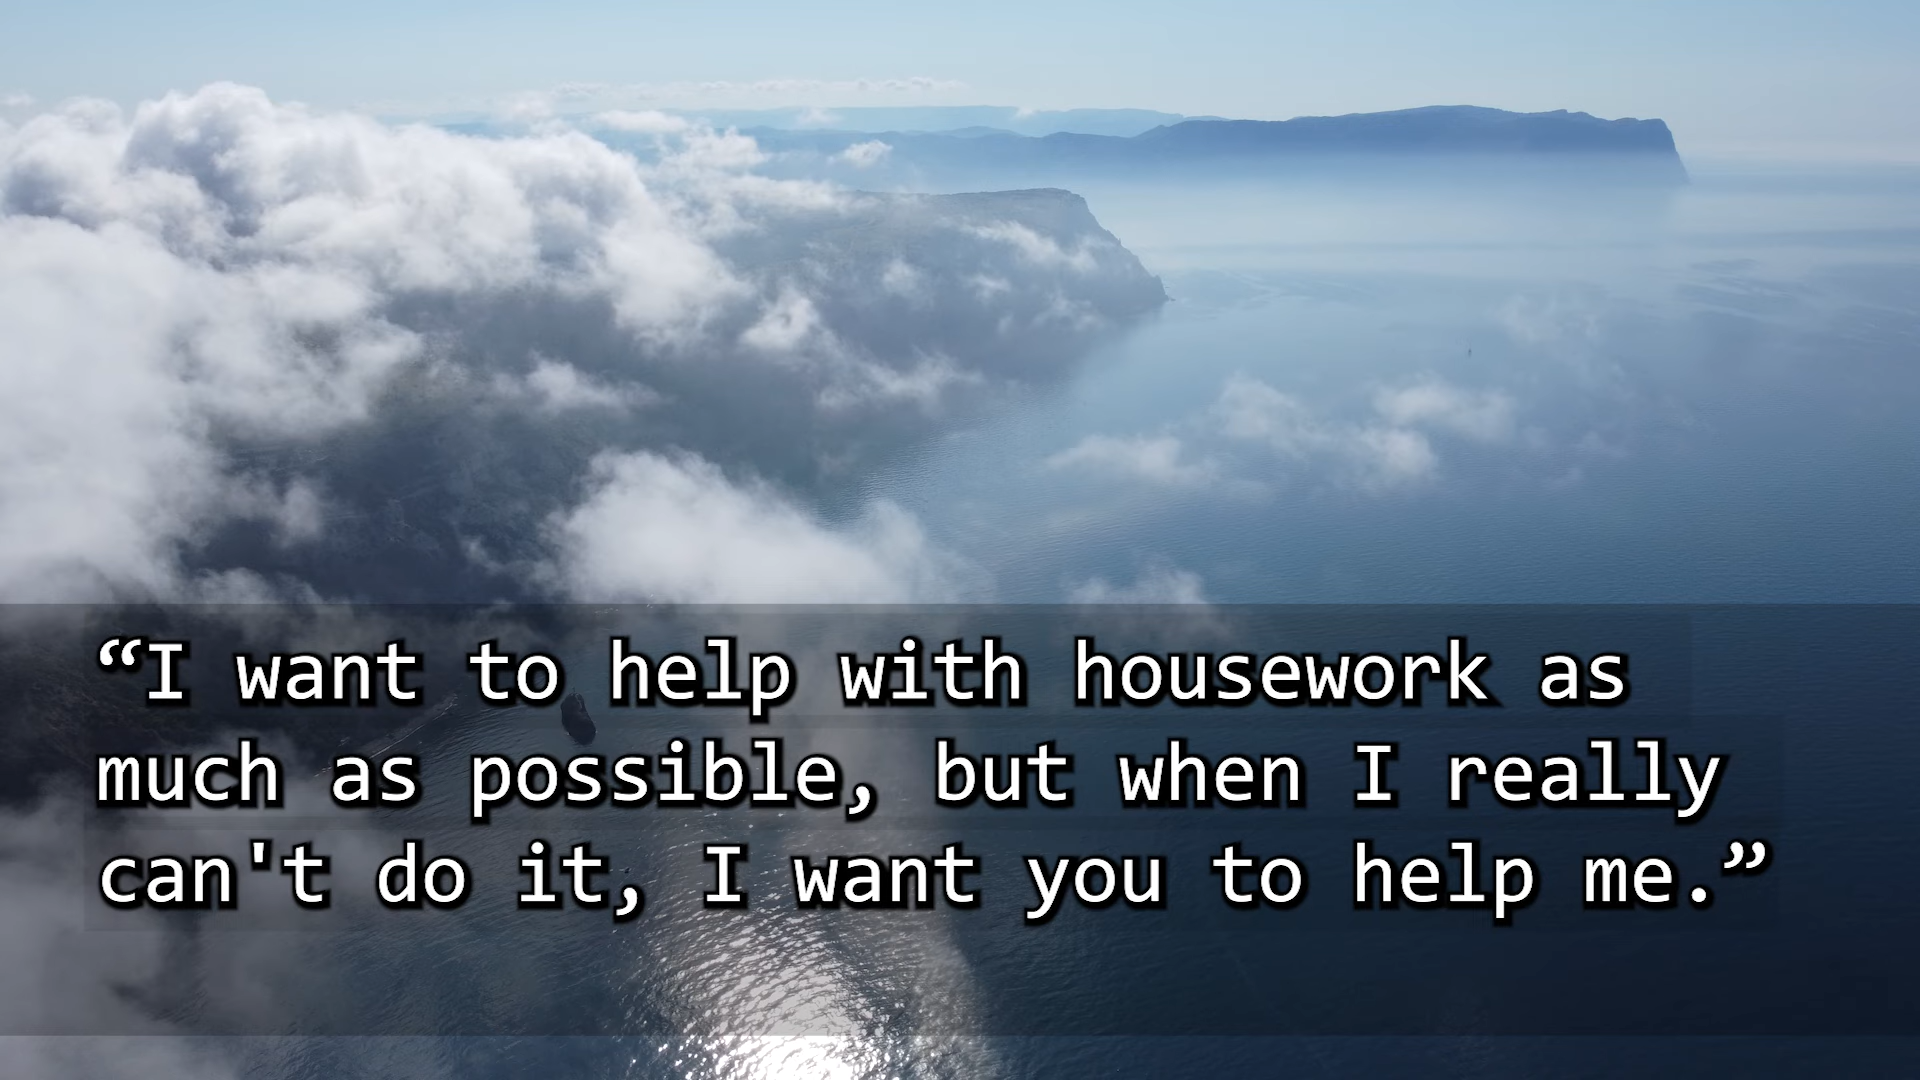 “I want to help with housework as
much as possible, but when I really
can't do it, I want you to help me.”